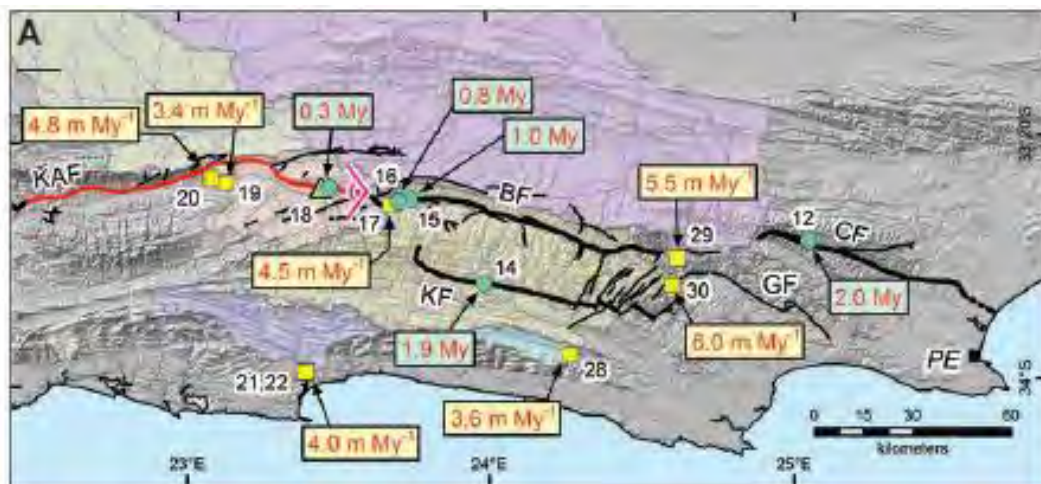 A
4.8 m My⁻¹
3.4 m My⁻¹
0.3 My
0.8 My
1.0 My
33°20'S
KAF
20
19
18
16
17
15
BF
5.5 m My⁻¹
29
12
CF
4.5 m My⁻¹
14
KF
30
GF
2.0 My
1.9 My
6.0 m My⁻¹
PE
21,22
28
34°S
3.6 m My⁻¹
4.0 m My⁻¹
0 30 60
kilometers
23°E
24°E
25°E